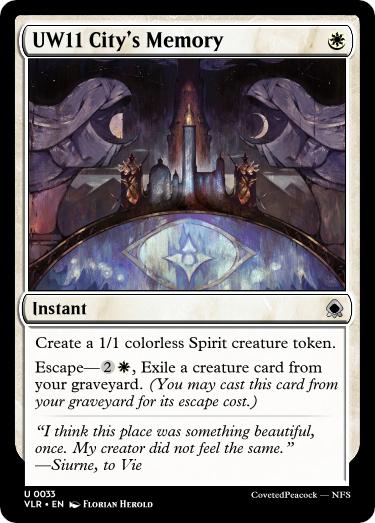 UW11 City's Memory
Instant
Create a 1/1 colorless Spirit creature token.
Escape—2, Exile a creature card from
your graveyard. (You may cast this card from
your graveyard for its escape cost.)
"I think this place was something beautiful,
once. My creator did not feel the same."
—Siurne, to Vie
U 0033
VLR • EN FLORIAN HEROLD
CovetedPeacock — NFS